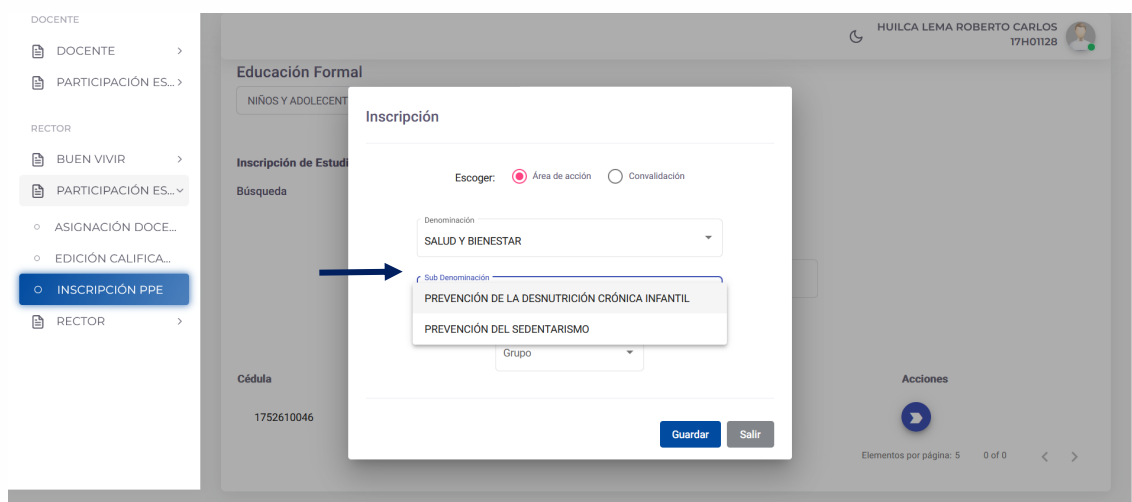 DOCENTE
DOCENTE
PARTICIPACIÓN ES...
RECTOR
BUEN VIVIR
PARTICIPACIÓN ES...
ASIGNACIÓN DOCE...
EDICIÓN CALIFICA...
INSCRIPCIÓN PPE
RECTOR
HUILCA LEMA ROBERTO CARLOS
17H01128
Educación Formal
NIÑOS Y ADOLECENT
Inscripción de Estudi
Búsqueda
Cédula
1752610046
Acciones
Elementos por página: 5 0 of 0
Inscripción
Escoger: Área de acción Convalidación
Denominación
SALUD Y BIENESTAR
Sub Denominación
PREVENCIÓN DE LA DESNUTRICIÓN CRÓNICA INFANTIL
PREVENCIÓN DEL SEDENTARISMO
Grupo
Guardar Salir